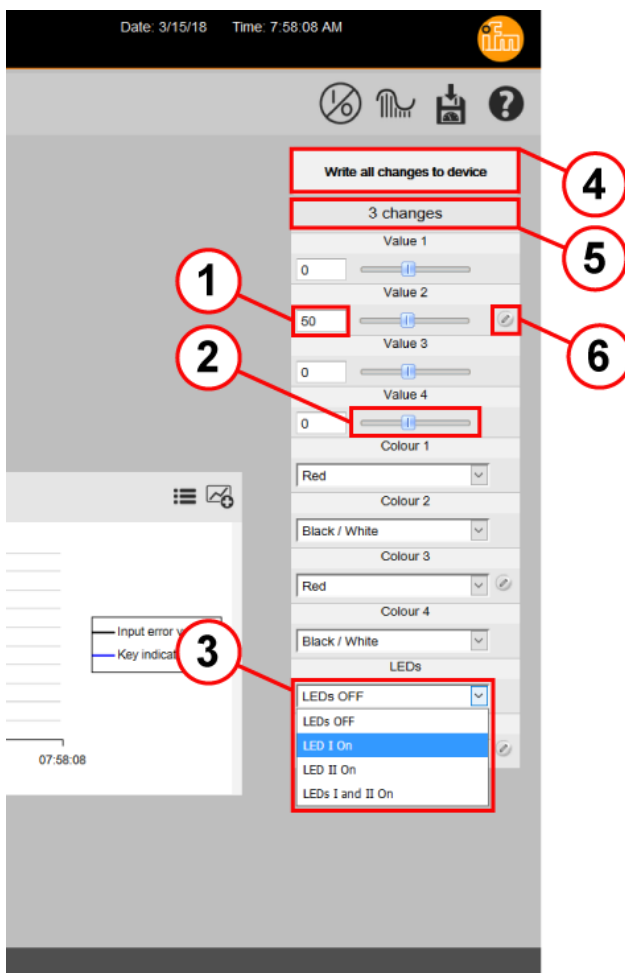 Date: 3/15/18 Time: 7:58:08 AM
ifm
I/O
?
Write all changes to device
4
3 changes
5
Value 1
0
1
Value 2
50
6
Value 3
0
2
Value 4
0
Colour 1
Red
Colour 2
Black / White
Colour 3
Red
Colour 4
Black / White
Input error
Key
3
LEDs
LEDs OFF
LEDs OFF
LED I On
LED II On
LEDs I and II On
07:58:08